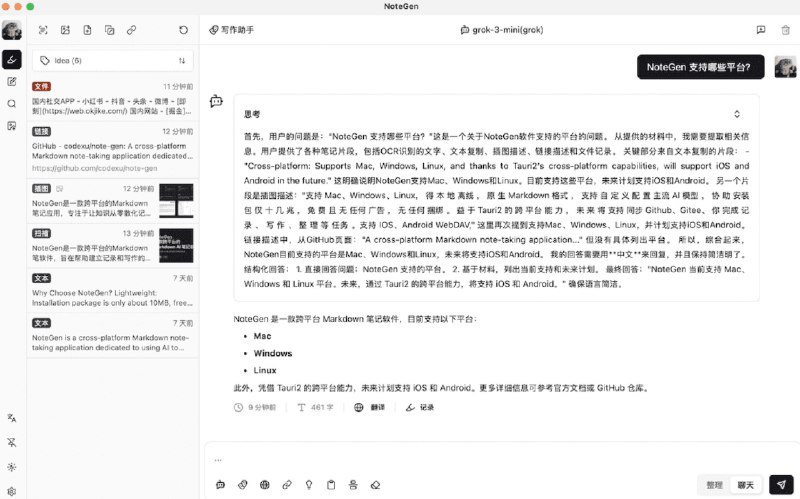 NoteGen
写作助手
grok-3-mini(grok)
Idea (6)
文件
11 分钟前
国内社交APP - 小红书 - 抖音 - 头条 - 微博 - [即
刻](https://web.okjike.com/) 国内网站 - [掘金]...
链接
12 分钟前
GitHub - codexu/note-gen: A cross-platform
Markdown note-taking application dedicated...
https://github.com/codexu/note-gen
插图
12 分钟前
NoteGen是一款跨平台的Markdown
笔记应用，专注于让知识从零散化记...
扫描
13 分钟前
NoteGen是一款跨平台的Markdown
笔软件，旨在帮助建立记录和写作的...
文本
7 天前
Why Choose NoteGen? Lightweight:
Installation package is only about 10MB, free...
文本
7 天前
NoteGen is a cross-platform Markdown note-
taking application dedicated to using AI to...
NoteGen 支持哪些平台?
思考
首先，用户的问题是："NoteGen 支持哪些平台？"这是一个关于NoteGen软件支持的平台的问题。 从提供的材料中，我需要提取相关信
息。用户提供了各种笔记片段，包括OCR识别的文字、文本复制、插图描述、链接描述和文件记录。 关键部分来自文本复制的片段： -
"*Cross-platform: Supports Mac, Windows, Linux, and thanks to Tauri2's cross-platform capabilities, will support iOS and
Android in the future." 这明确说明NoteGen支持Mac、Windows和Linux，目前支持这些平台，未来计划支持iOS和Android。 另一个片
段是插图描述："支持 Mac、Windows、Linux， 得 本 地 离线， 原 生 Markdown 格式， 支 持 自 定 义 配 置 主流 AI 模型， 协 助 安装
包 仅 十 几兆， 免 费 且 无 任何 广 告， 无 任何 捆绑 。 益 于 Tauri2 的 跨 平台 能 力， 未来 将 支持 同步 Github、Gitee、你 完成 记
录 、 写 作 ， 整 理 等 任务 。支持 IOS、Android WebDAV," 这里再次提到支持Mac、Windows、Linux，并计划支持iOS和Android。
链接描述中，从GitHub页面："A cross-platform Markdown note-taking application..." 但没有具体列出平台。 所以，综合起来，
NoteGen目前支持的平台是Mac、Windows和Linux，未来将支持iOS和Android。 我的回答需要用**中文**来回复，并且保持简洁明了。
结构化回答： 1. 直接回答问题：NoteGen 支持的平台。 2. 基于材料，列出当前支持和未来计划。 最终回答："NoteGen 当前支持 Mac、
Windows 和 Linux 平台。未来，通过 Tauri2 的跨平台能力，将支持 iOS 和 Android。" 确保语言简洁。
NoteGen 是一款跨平台 Markdown 笔记软件，目前支持以下平台：
• Mac
• Windows
• Linux
此外，凭借 Tauri2 的跨平台能力，未来计划支持 iOS 和 Android。更多详细信息可参考官方文档或 GitHub 仓库。
9 分钟前
461 字
翻译
记录
...
整理
聊天